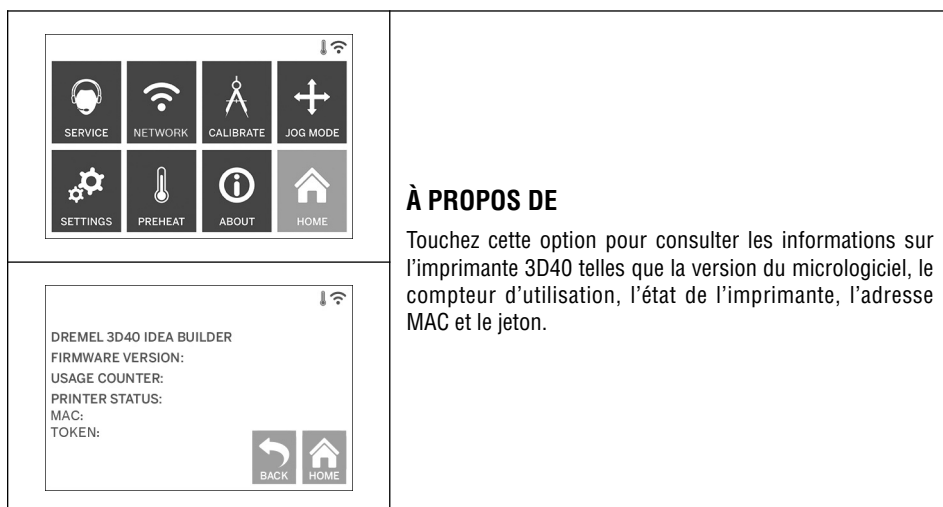 SERVICE NETWORK CALIBRATE JOG MODE
SETTINGS PREHEAT ABOUT HOME
DREMEL 3D40 IDEA BUILDER
FIRMWARE VERSION:
USAGE COUNTER:
PRINTER STATUS:
MAC:
TOKEN:
BACK HOME
À PROPOS DE
Touchez cette option pour consulter les informations sur
l’imprimante 3D40 telles que la version du micrologiciel, le
compteur d’utilisation, l’état de l’imprimante, l’adresse
MAC et le jeton.